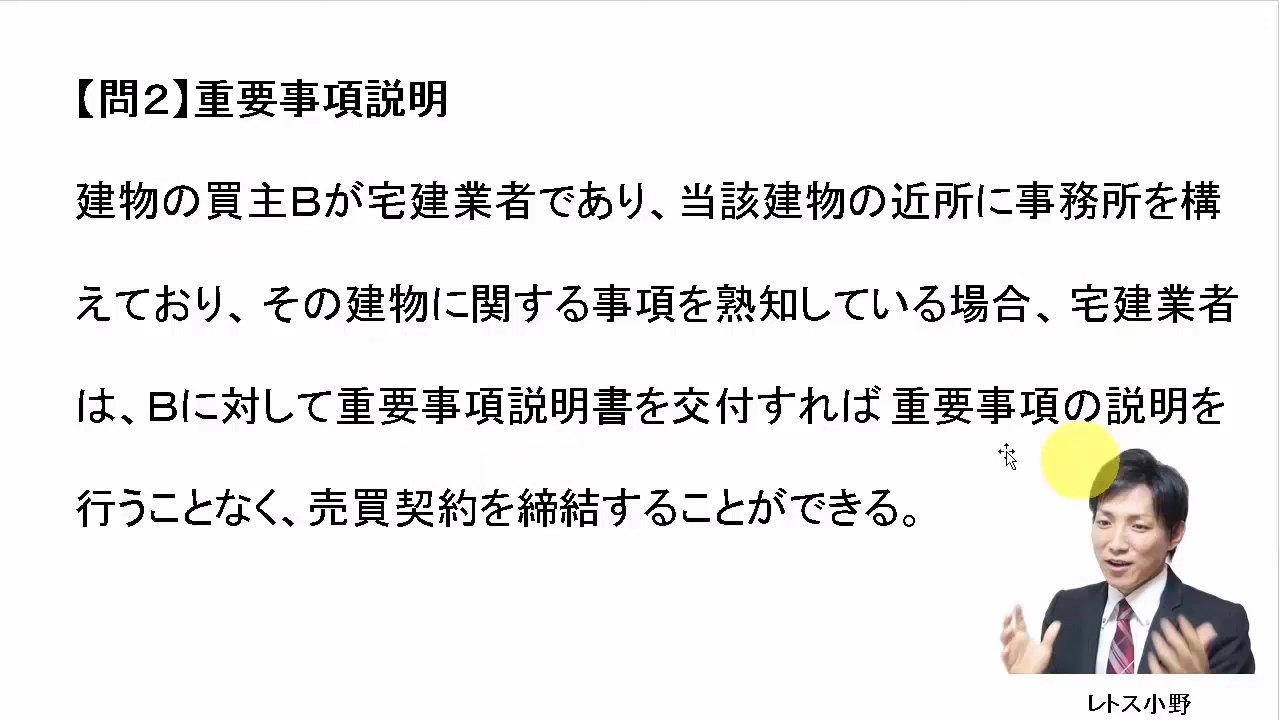 【問２】重要事項説明
建物の買主Ｂが宅建業者であり、当該建物の近所に事務所を構
えており、その建物に関する事項を熟知している場合、宅建業者
は、Ｂに対して重要事項説明書を交付すれば重要事項の説明を
行うことなく、売買契約を締結することができる。
レトス小野